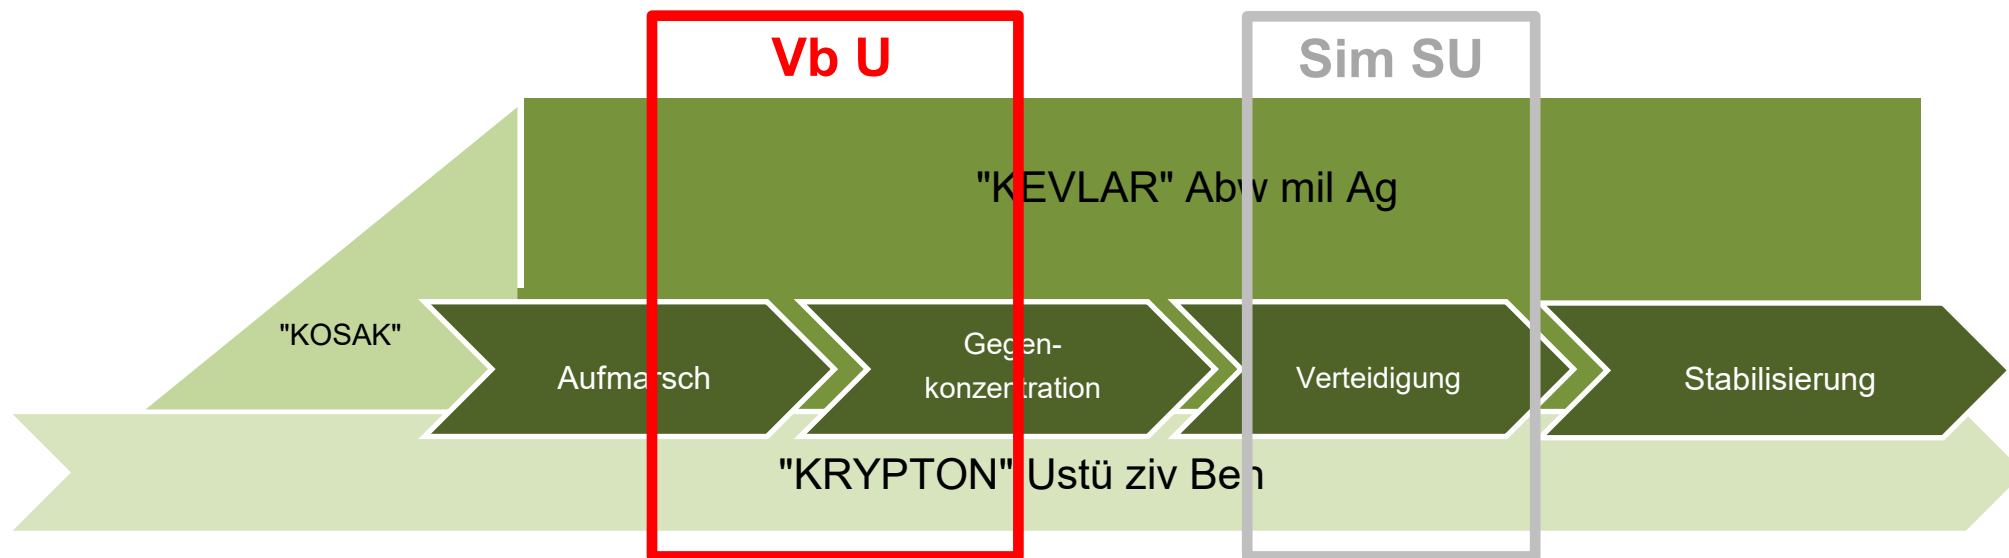 Vb U
Sim SU
"KEVLAR" Abw mil Ag
"KOSAK"
Aufmarsch
Gegen-
konzentration
Verteidigung
Stabilisierung
"KRYPTON" Ustü ziv Beh